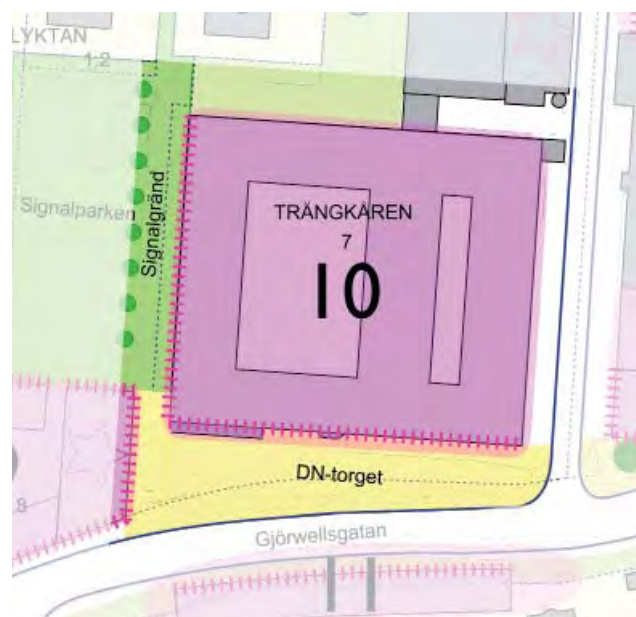 LYKTAN
1:2
Signalparken
Signalgränd
TRÄNGKÅREN
7
10
DN-torget
8
Gjörwellsgatan